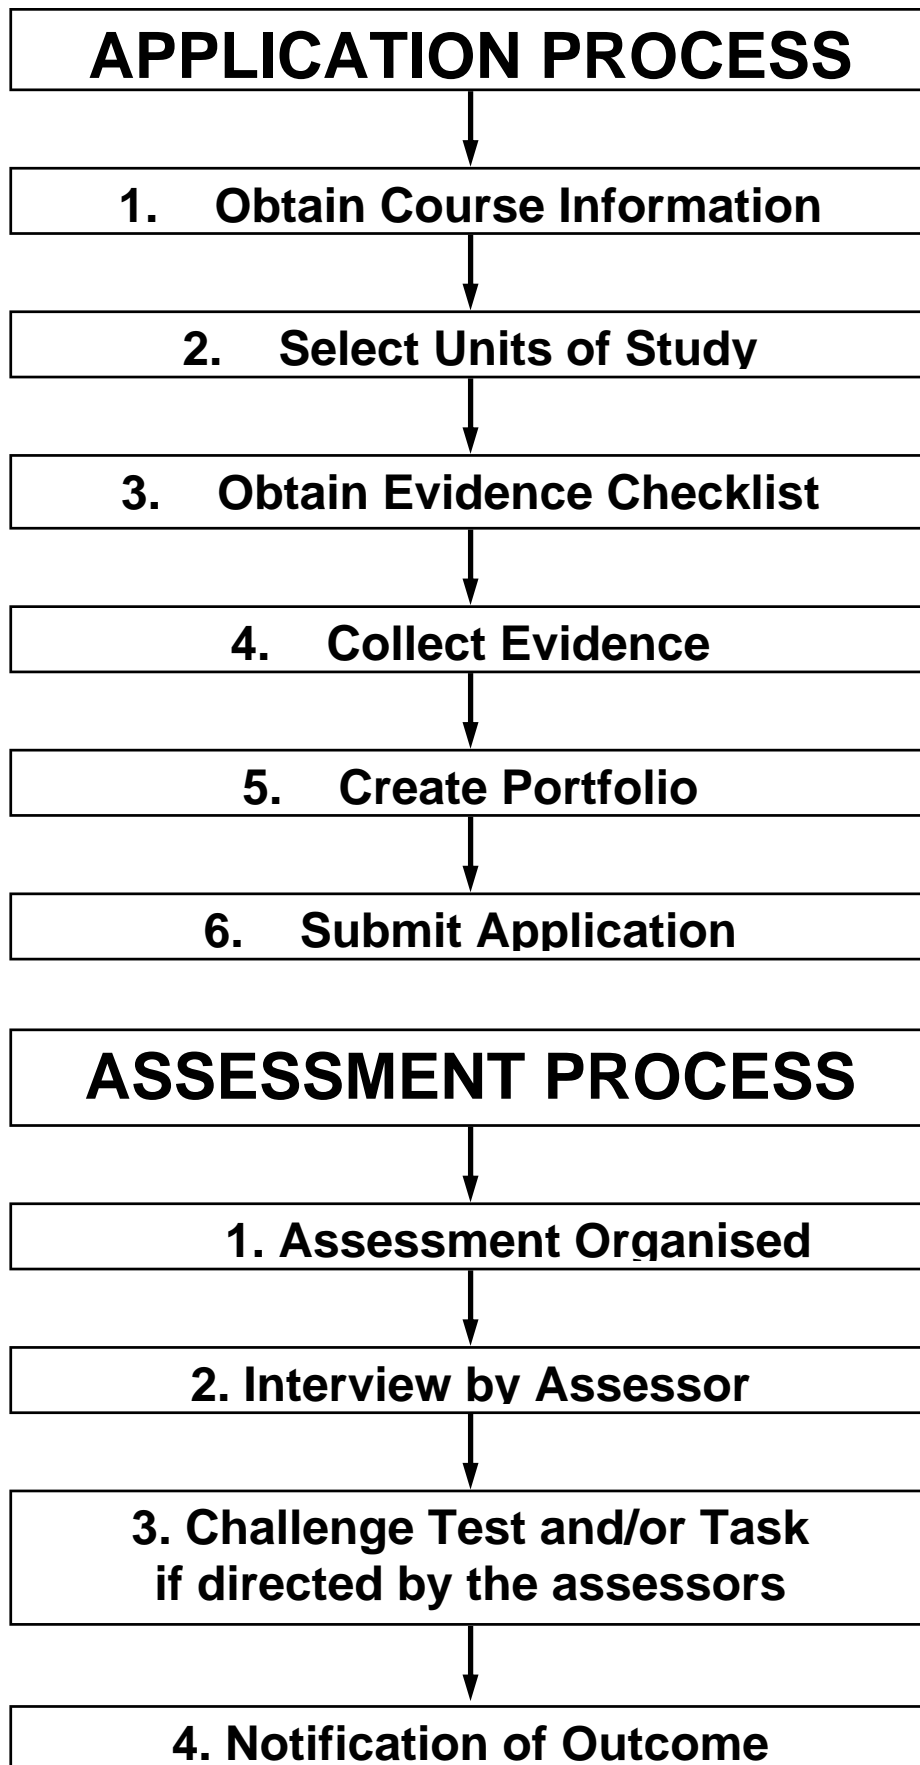 APPLICATION PROCESS
1. Obtain Course Information
2. Select Units of Study
3. Obtain Evidence Checklist
4. Collect Evidence
5. Create Portfolio
6. Submit Application
ASSESSMENT PROCESS
1. Assessment Organised
2. Interview by Assessor
3. Challenge Test and/or Task
if directed by the assessors
4. Notification of Outcome